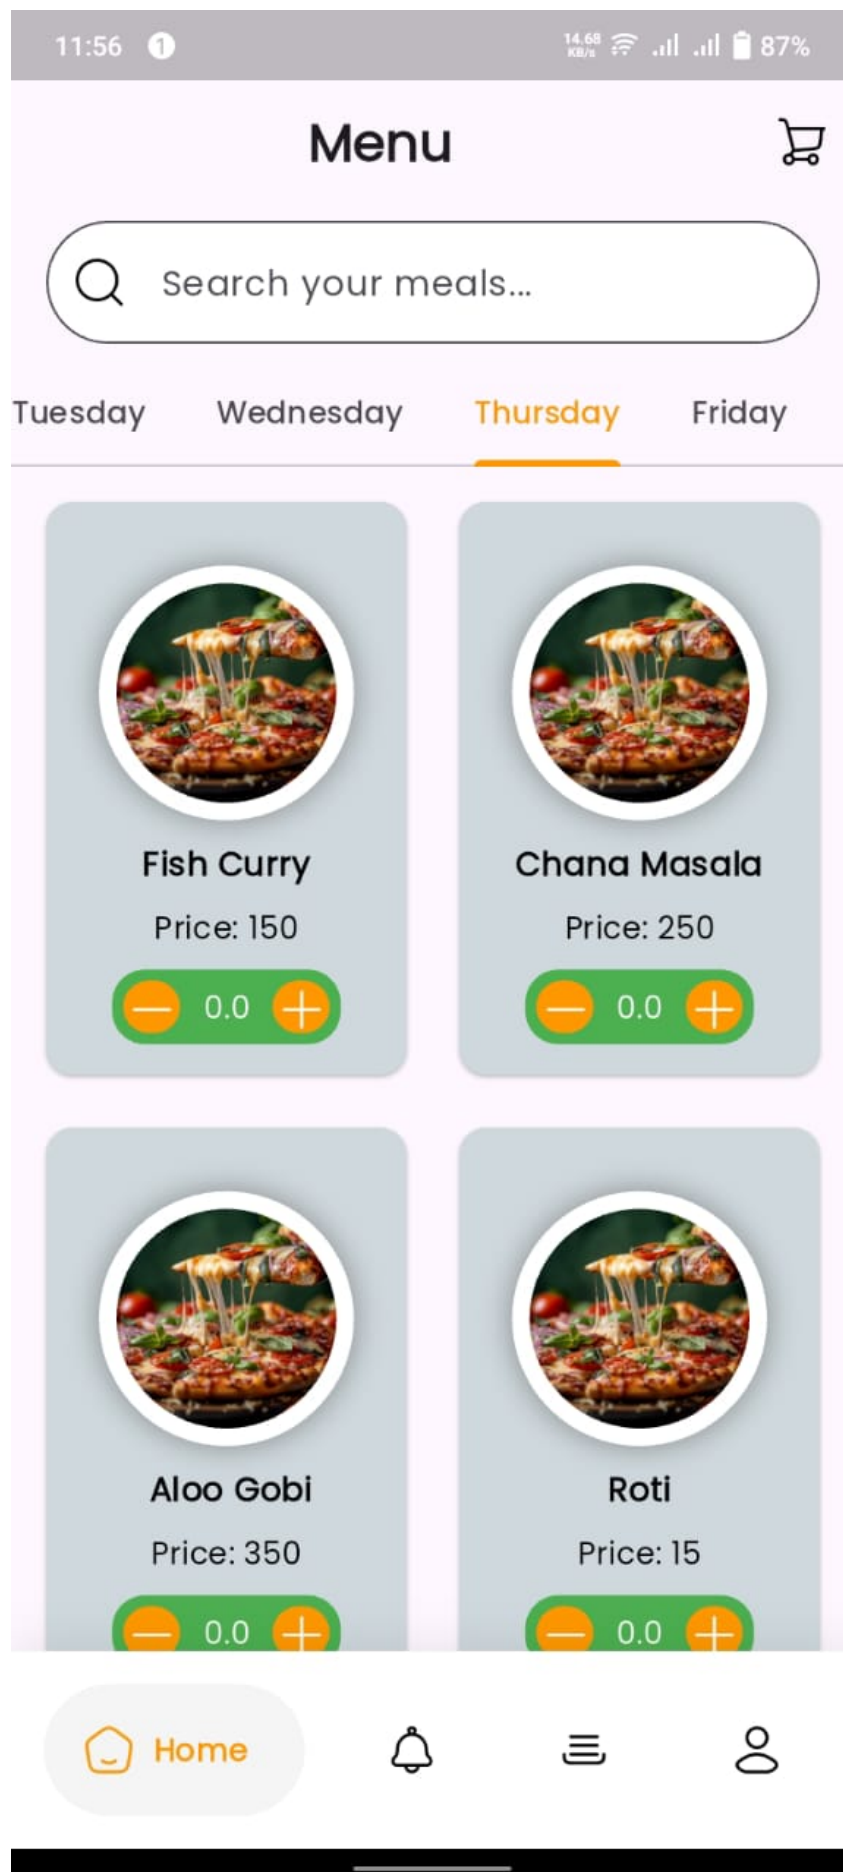 11:56 1 14.68 KB/s 87%
Menu
Search your meals...
Tuesday Wednesday Thursday Friday
Fish Curry Chana Masala
Price: 150 Price: 250
0.0 0.0
Aloo Gobi Roti
Price: 350 Price: 15
0.0 0.0
Home